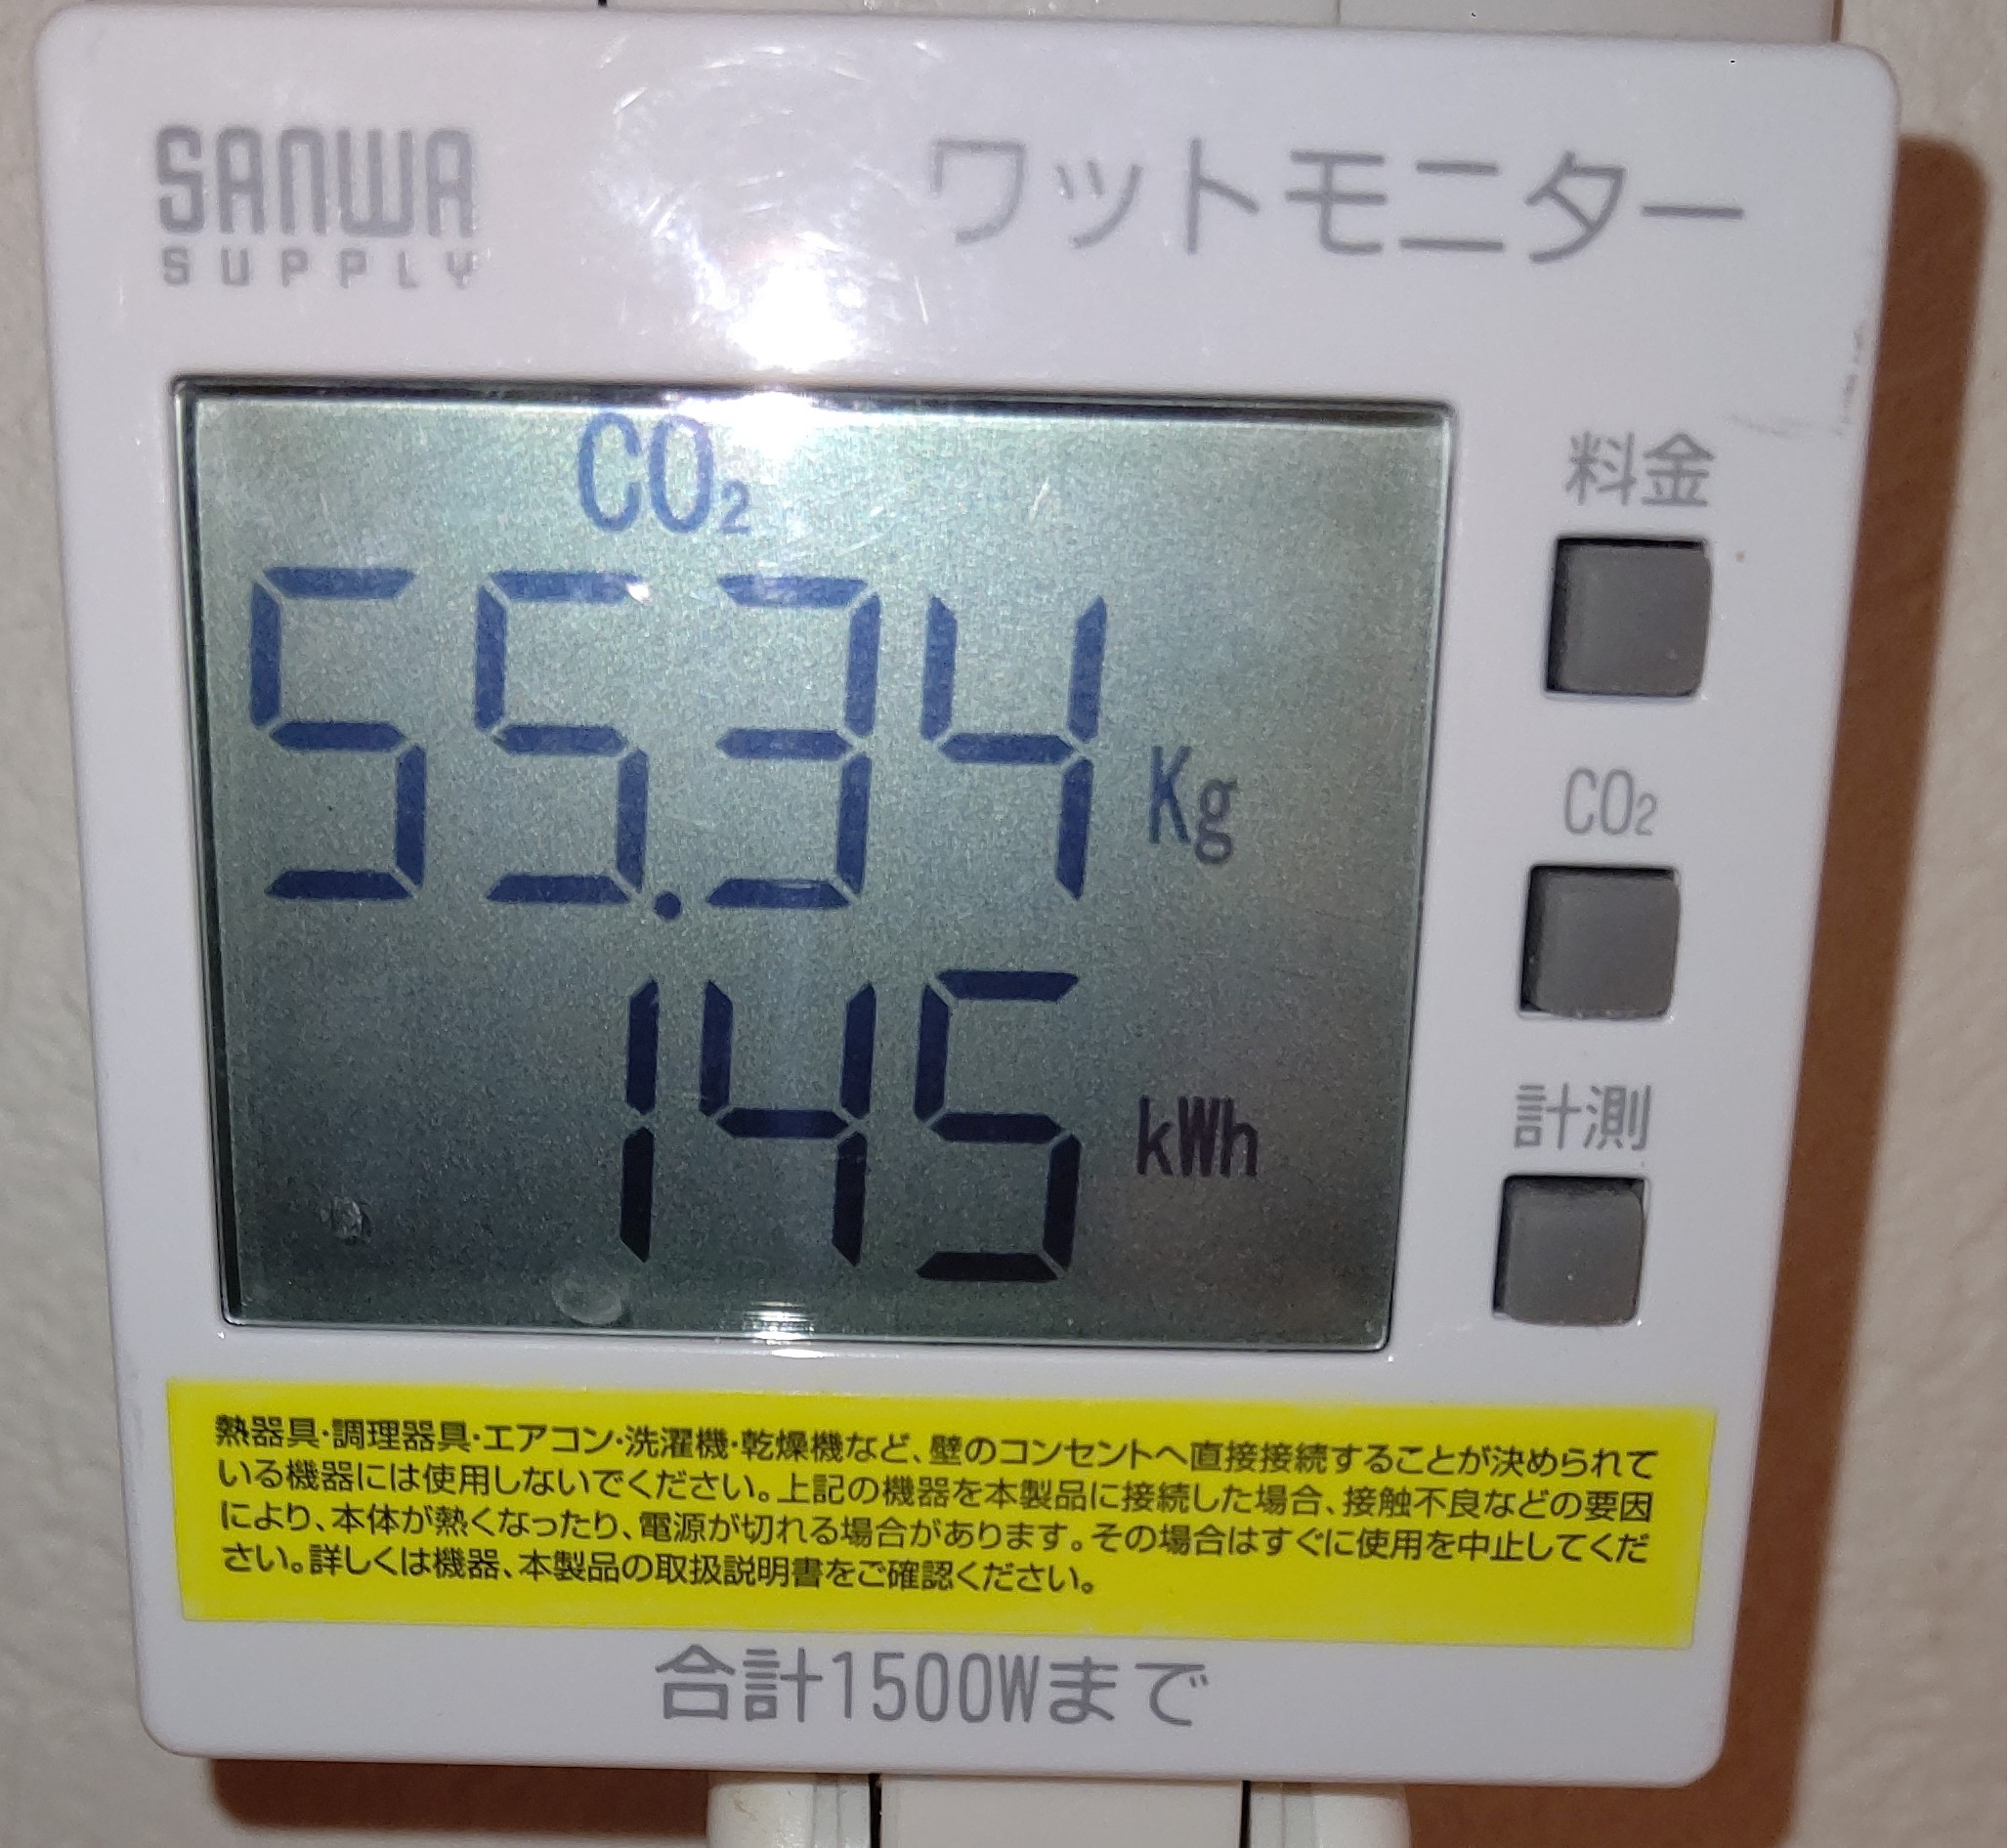 SANWA
SUPPLY
ワットモニター
CO2
55.34 Kg
145 kWh
料金
CO2
計測
熱器具・調理器具・エアコン・洗濯機・乾燥機など、壁のコンセントへ直接接続することが決められて
いる機器には使用しないでください。上記の機器を本製品に接続した場合、接触不良などの要因
により、本体が熱くなったり、電源が切れる場合があります。その場合はすぐに使用を中止してくだ
さい。詳しくは機器、本製品の取扱説明書をご確認ください。
合計1500Wまで